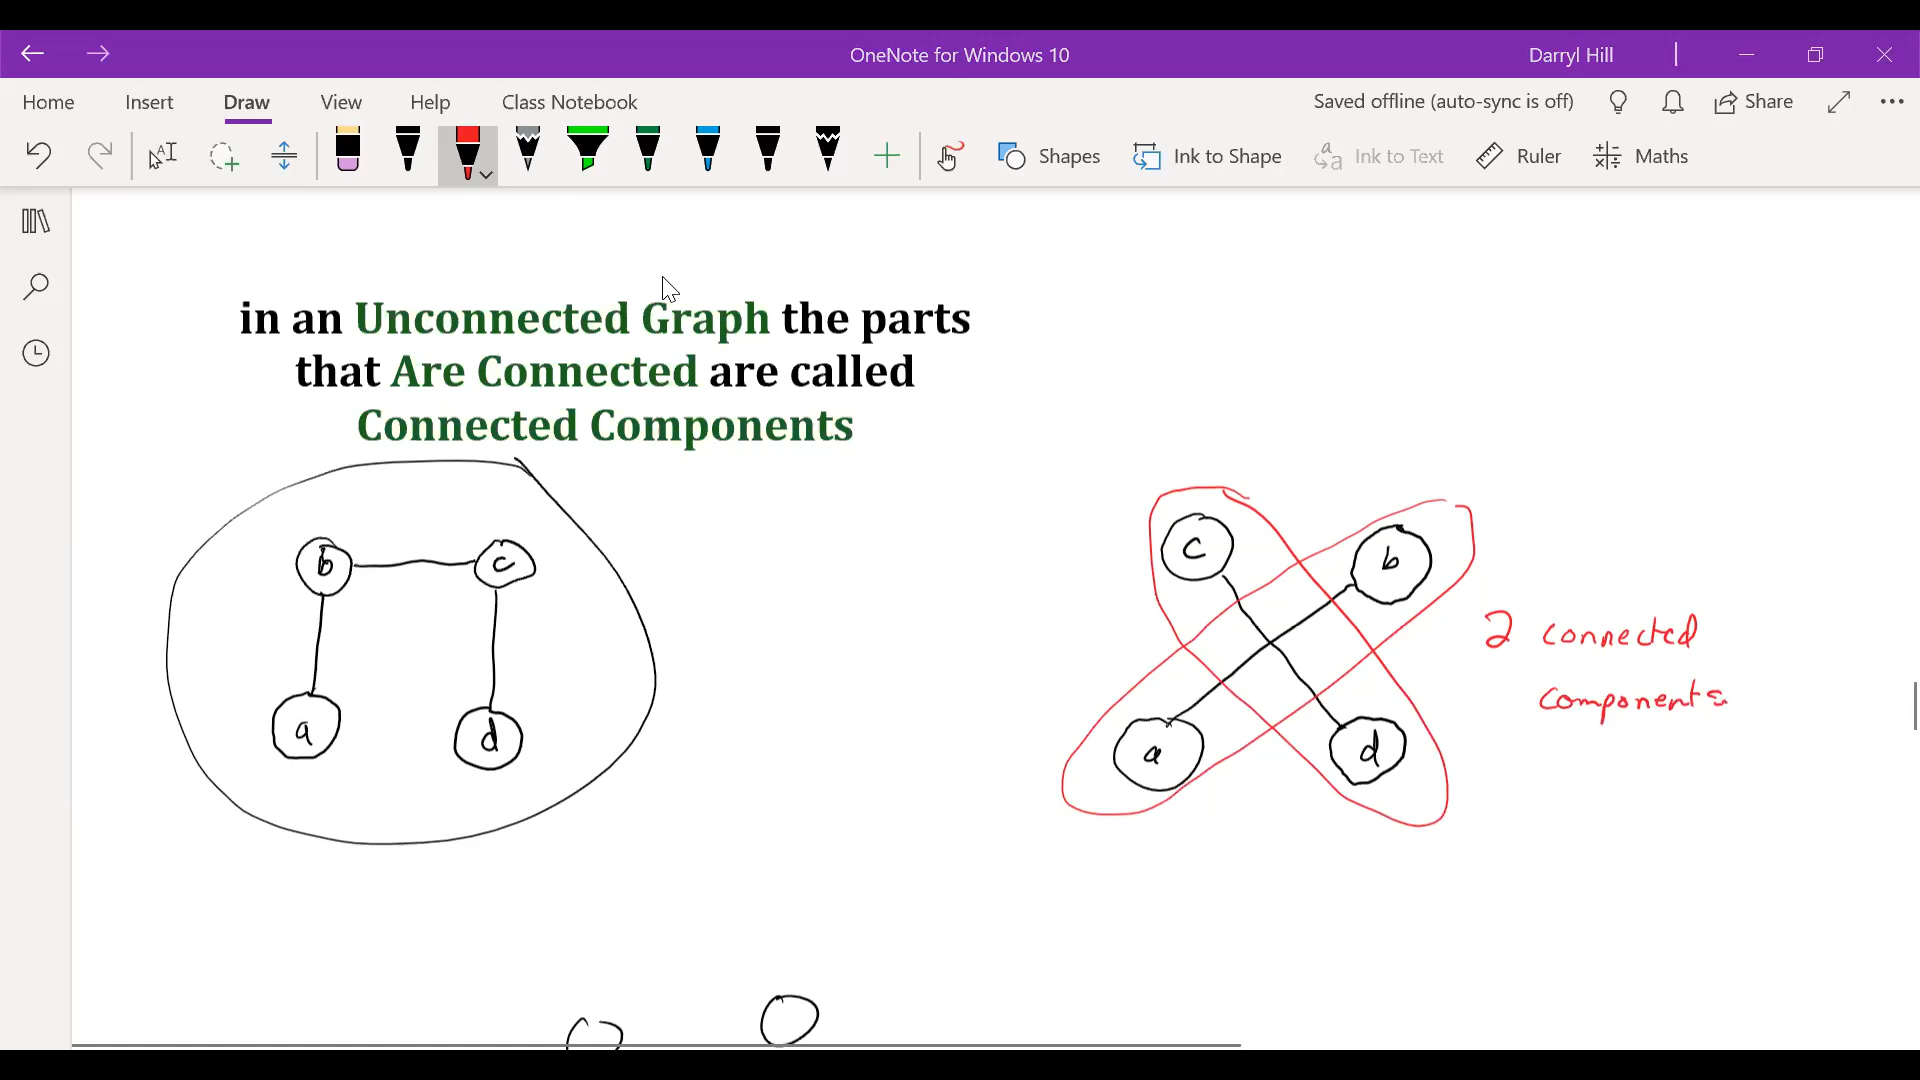 OneNote for Windows 10
Darryl Hill
Home Insert Draw View Help Class Notebook
Saved offline (auto-sync is off) Share
Shapes Ink to Shape Ink to Text Ruler Maths
in an Unconnected Graph the parts
that Are Connected are called
Connected Components
b c
a d
c b
a d
2 connected
components